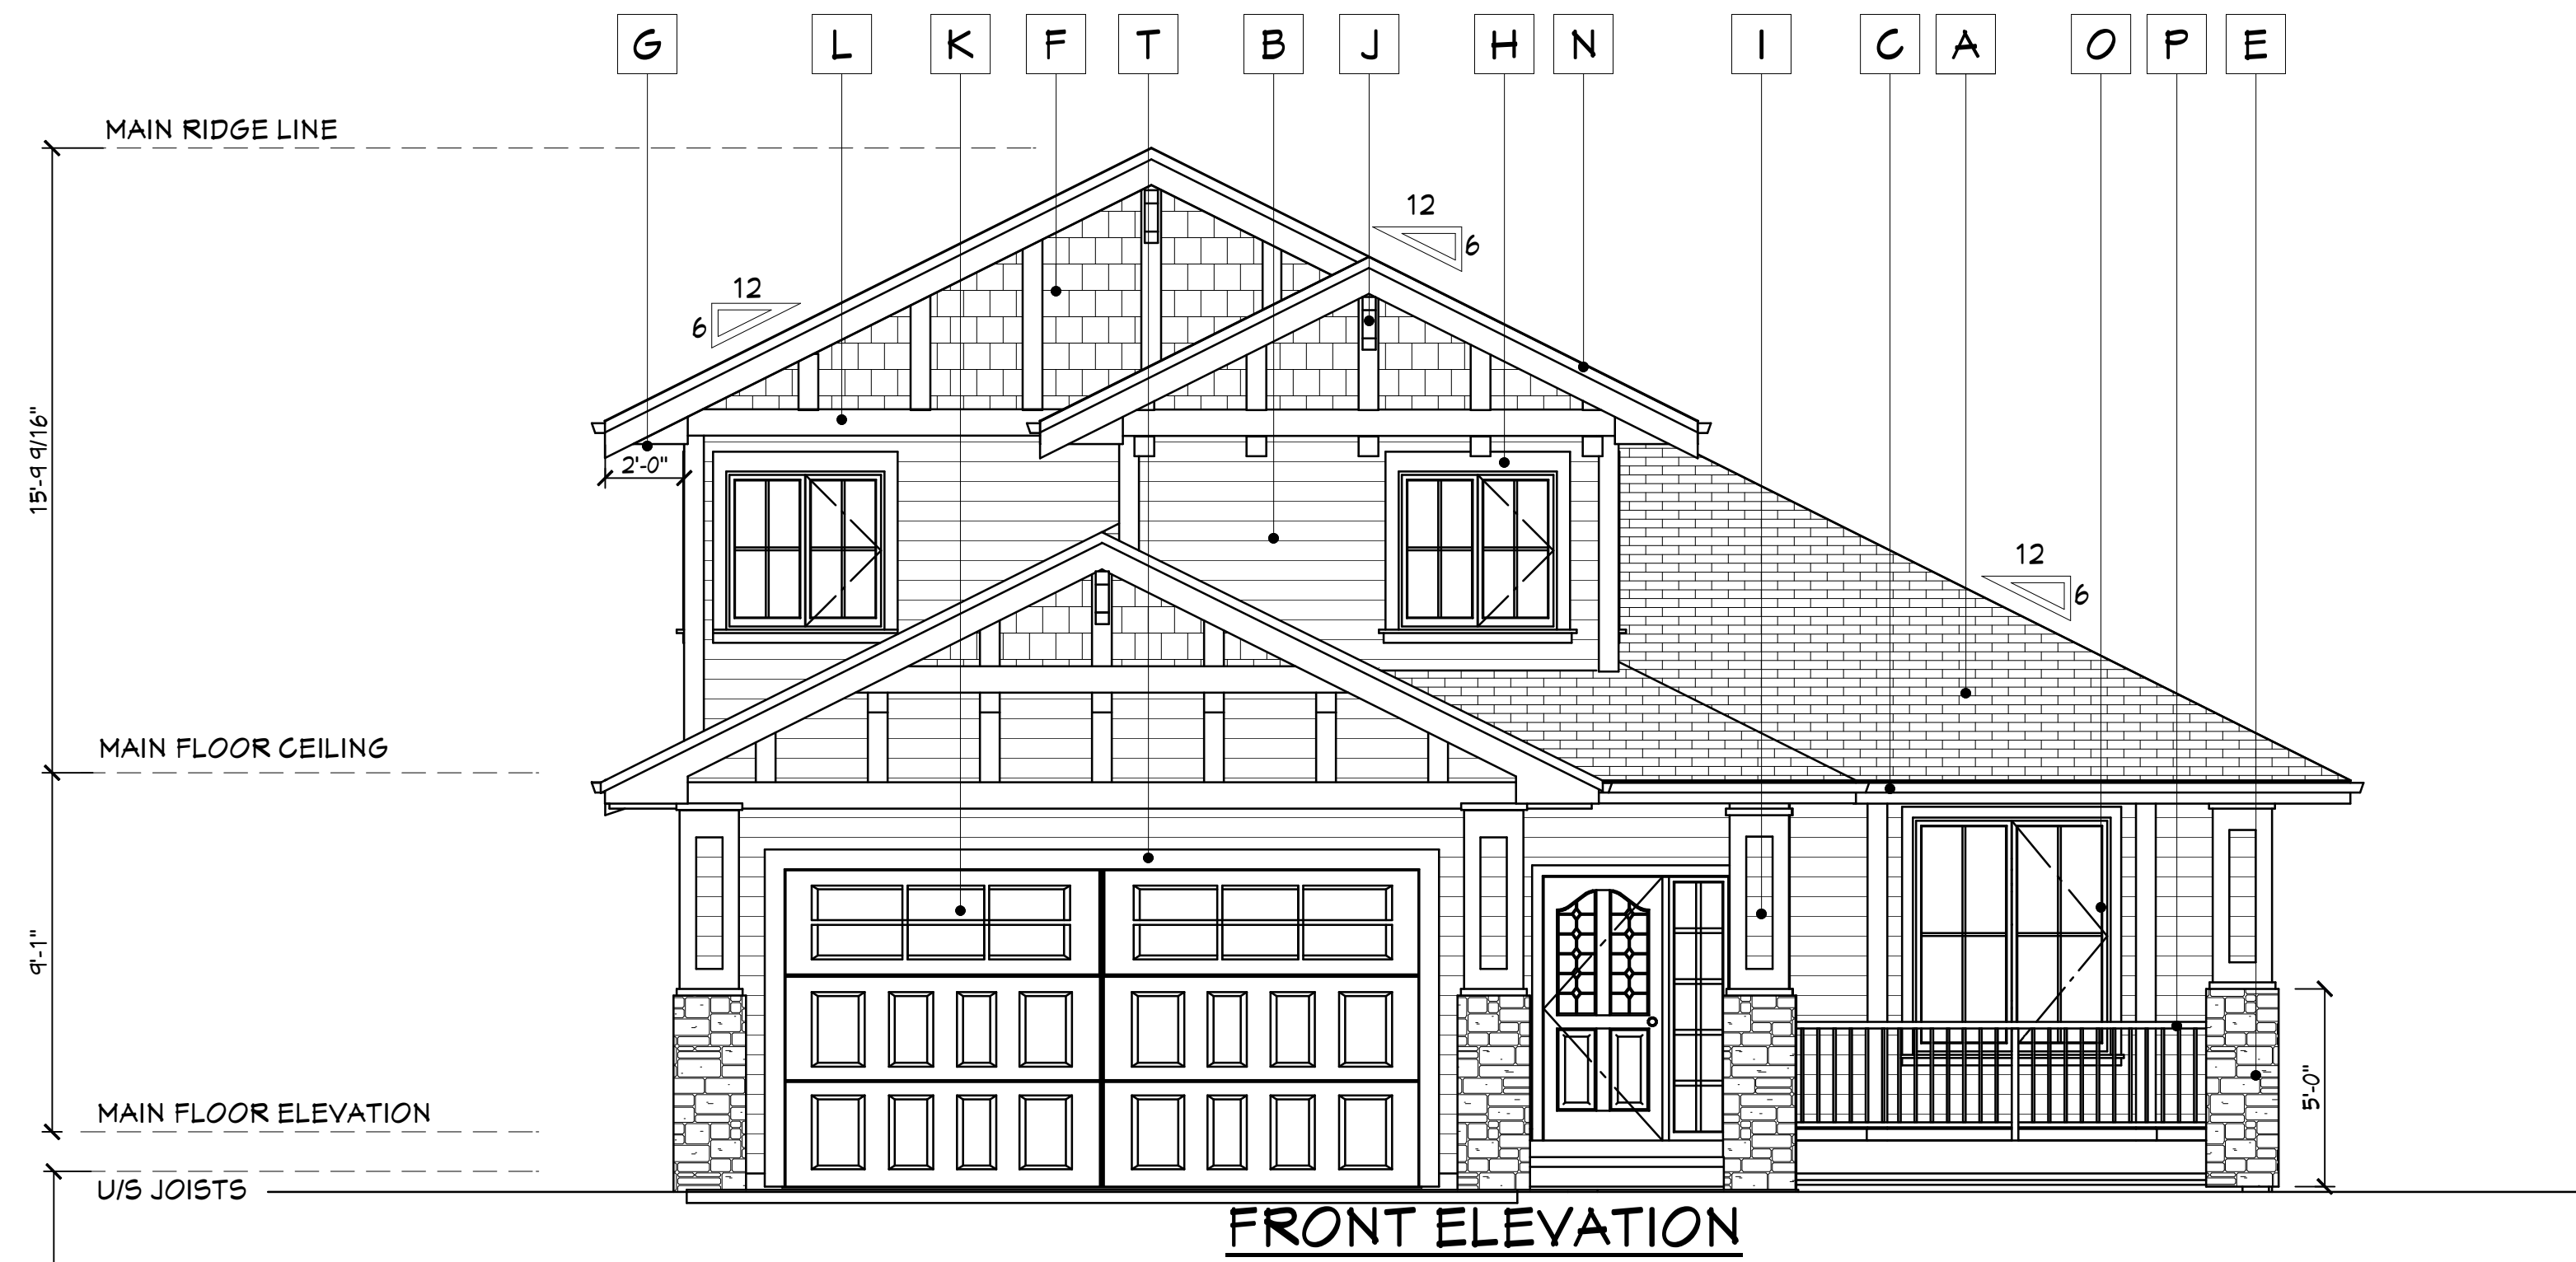 G L K F T B J H N I C A O P E
MAIN RIDGE LINE
12
6
12
6
15'-9 9/16"
2'-0"
12
6
MAIN FLOOR CEILING
9'-1"
5'-0"
MAIN FLOOR ELEVATION
U/S JOISTS
FRONT ELEVATION